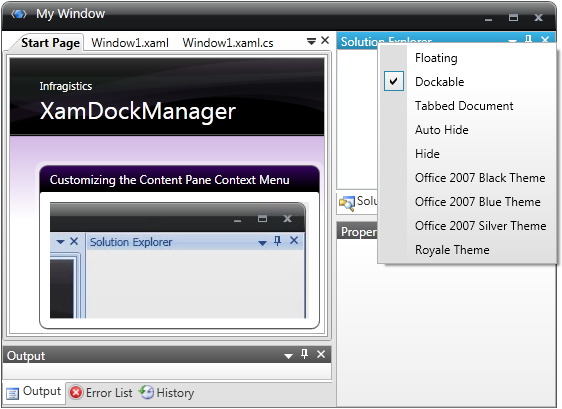 My Window
Start Page Window1.xaml Window1.xaml.cs
Infragistics
XamDockManager
Customizing the Content Pane Context Menu
Solution Explorer
Output
Output Error List History
Solution Explorer
Floating
Dockable
Tabbed Document
Auto Hide
Hide
Office 2007 Black Theme
Office 2007 Blue Theme
Office 2007 Silver Theme
Royale Theme
Solu
Proper